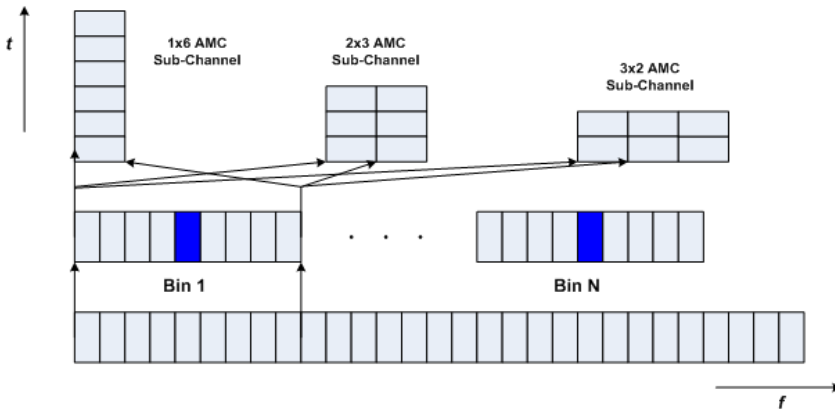 t
1x6 AMC
Sub-Channel
2x3 AMC
Sub-Channel
3x2 AMC
Sub-Channel
. . .
Bin 1
Bin N
f